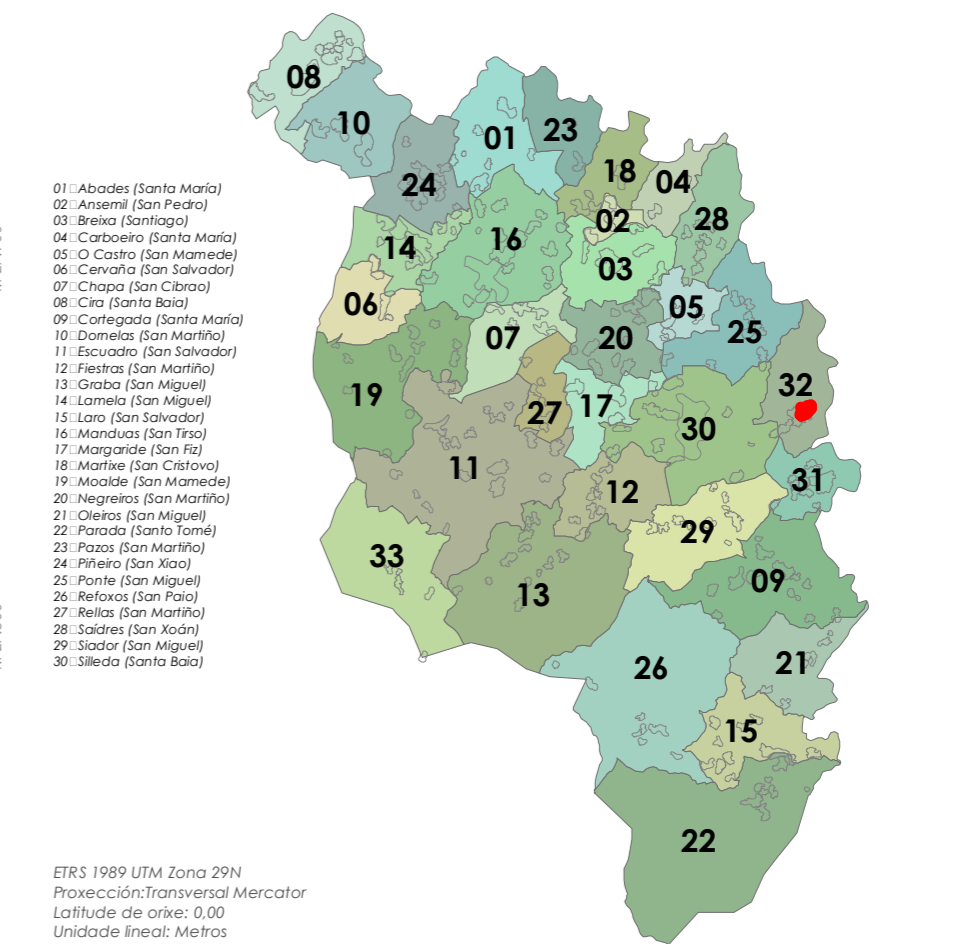 08
10
01
23
24
18
04
02
28
16
14
03
06
05
07
20
25
32
19
27
17
30
11
12
31
29
33
13
09
26
21
15
22
01 Abades (Santa María)
02 Ansemil (San Pedro)
03 Breixa (Santiago)
04 Carboeiro (Santa María)
05 O Castro (San Mamede)
06 Cervaña (San Salvador)
07 Chapa (San Cibrao)
08 Cira (Santa Baia)
09 Cortegada (Santa María)
10 Dornelas (San Martiño)
11 Escuadro (San Salvador)
12 Fiestras (San Martiño)
13 Graba (San Miguel)
14 Lamela (San Miguel)
15 Laro (San Salvador)
16 Manduas (San Tirso)
17 Margaride (San Fiz)
18 Martixe (San Cristovo)
19 Moalde (San Mamede)
20 Negreiros (San Martiño)
21 Oleiros (San Miguel)
22 Parada (Santo Tomé)
23 Pazos (San Martiño)
24 Piñeiro (San Xiao)
25 Ponte (San Miguel)
26 Refoxos (San Paio)
27 Rellas (San Martiño)
28 Saídres (San Xoán)
29 Siador (San Miguel)
30 Silleda (Santa Baia)
ETRS 1989 UTM Zona 29N
Proxección:Transversal Mercator
Latitude de orixe: 0,00
Unidade lineal: Metros